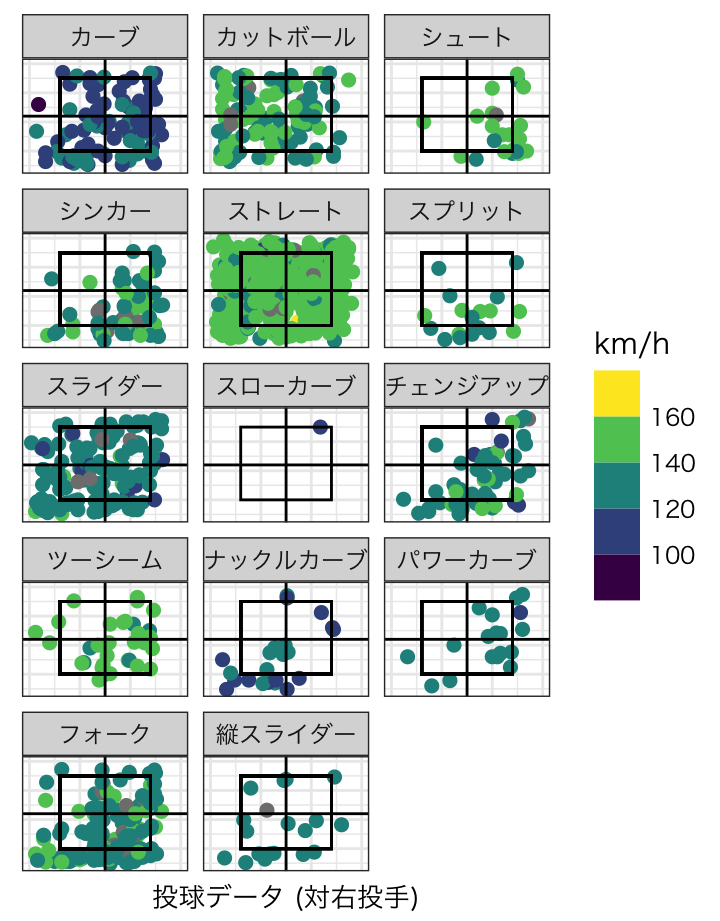 カーブ
カットボール
シュート
シンカー
ストレート
スプリット
スライダー
スローカーブ
チェンジアップ
ツーシーム
ナックルカーブ
パワーカーブ
フォーク
縦スライダー
km/h
160
140
120
100
投球データ (対右投手)